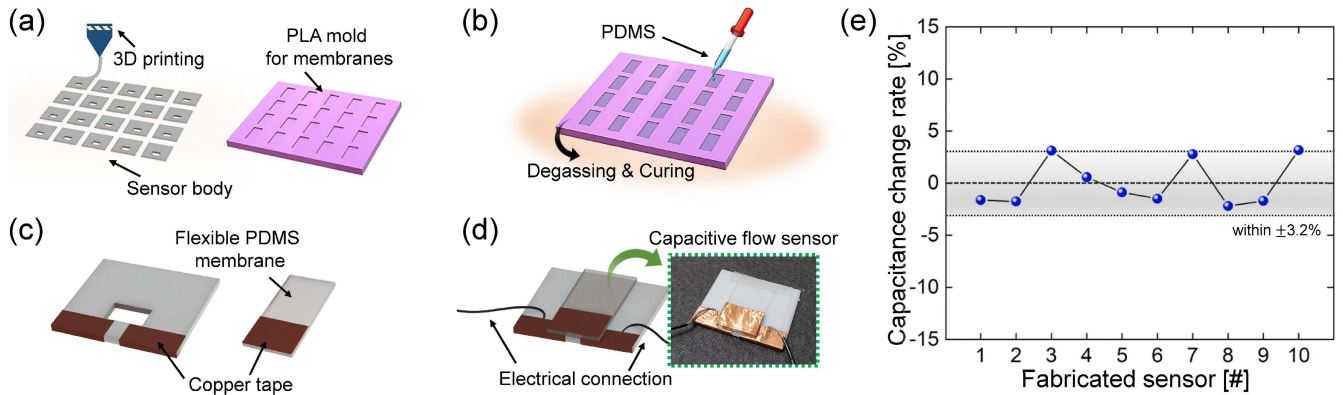 (a)
3D printing
PLA mold
for membranes
Sensor body
(b)
PDMS
Degassing & Curing
(c)
Flexible PDMS
membrane
Copper tape
(d)
Capacitive flow sensor
Electrical connection
(e)
Capacitance change rate [%]
15
10
5
0
-5
-10
-15
within ±3.2%
1 2 3 4 5 6 7 8 9 10
Fabricated sensor [#]